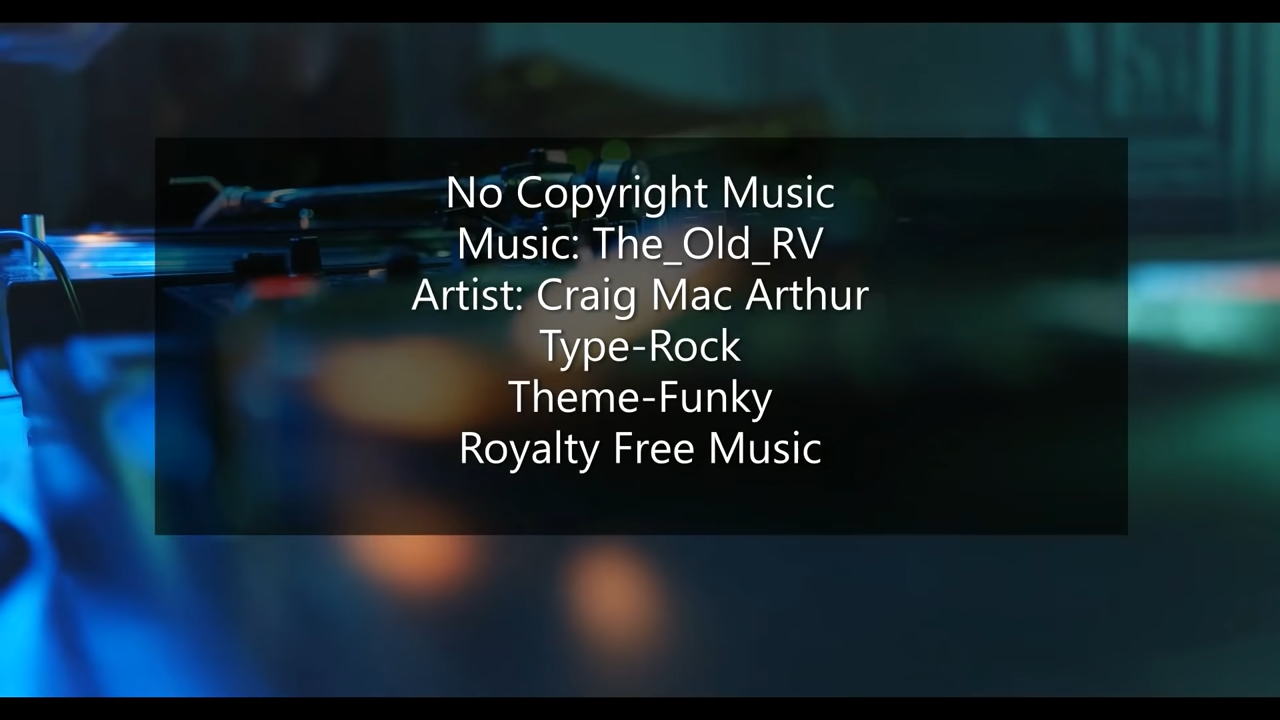 No Copyright Music
Music: The_Old_RV
Artist: Craig Mac Arthur
Type-Rock
Theme-Funky
Royalty Free Music